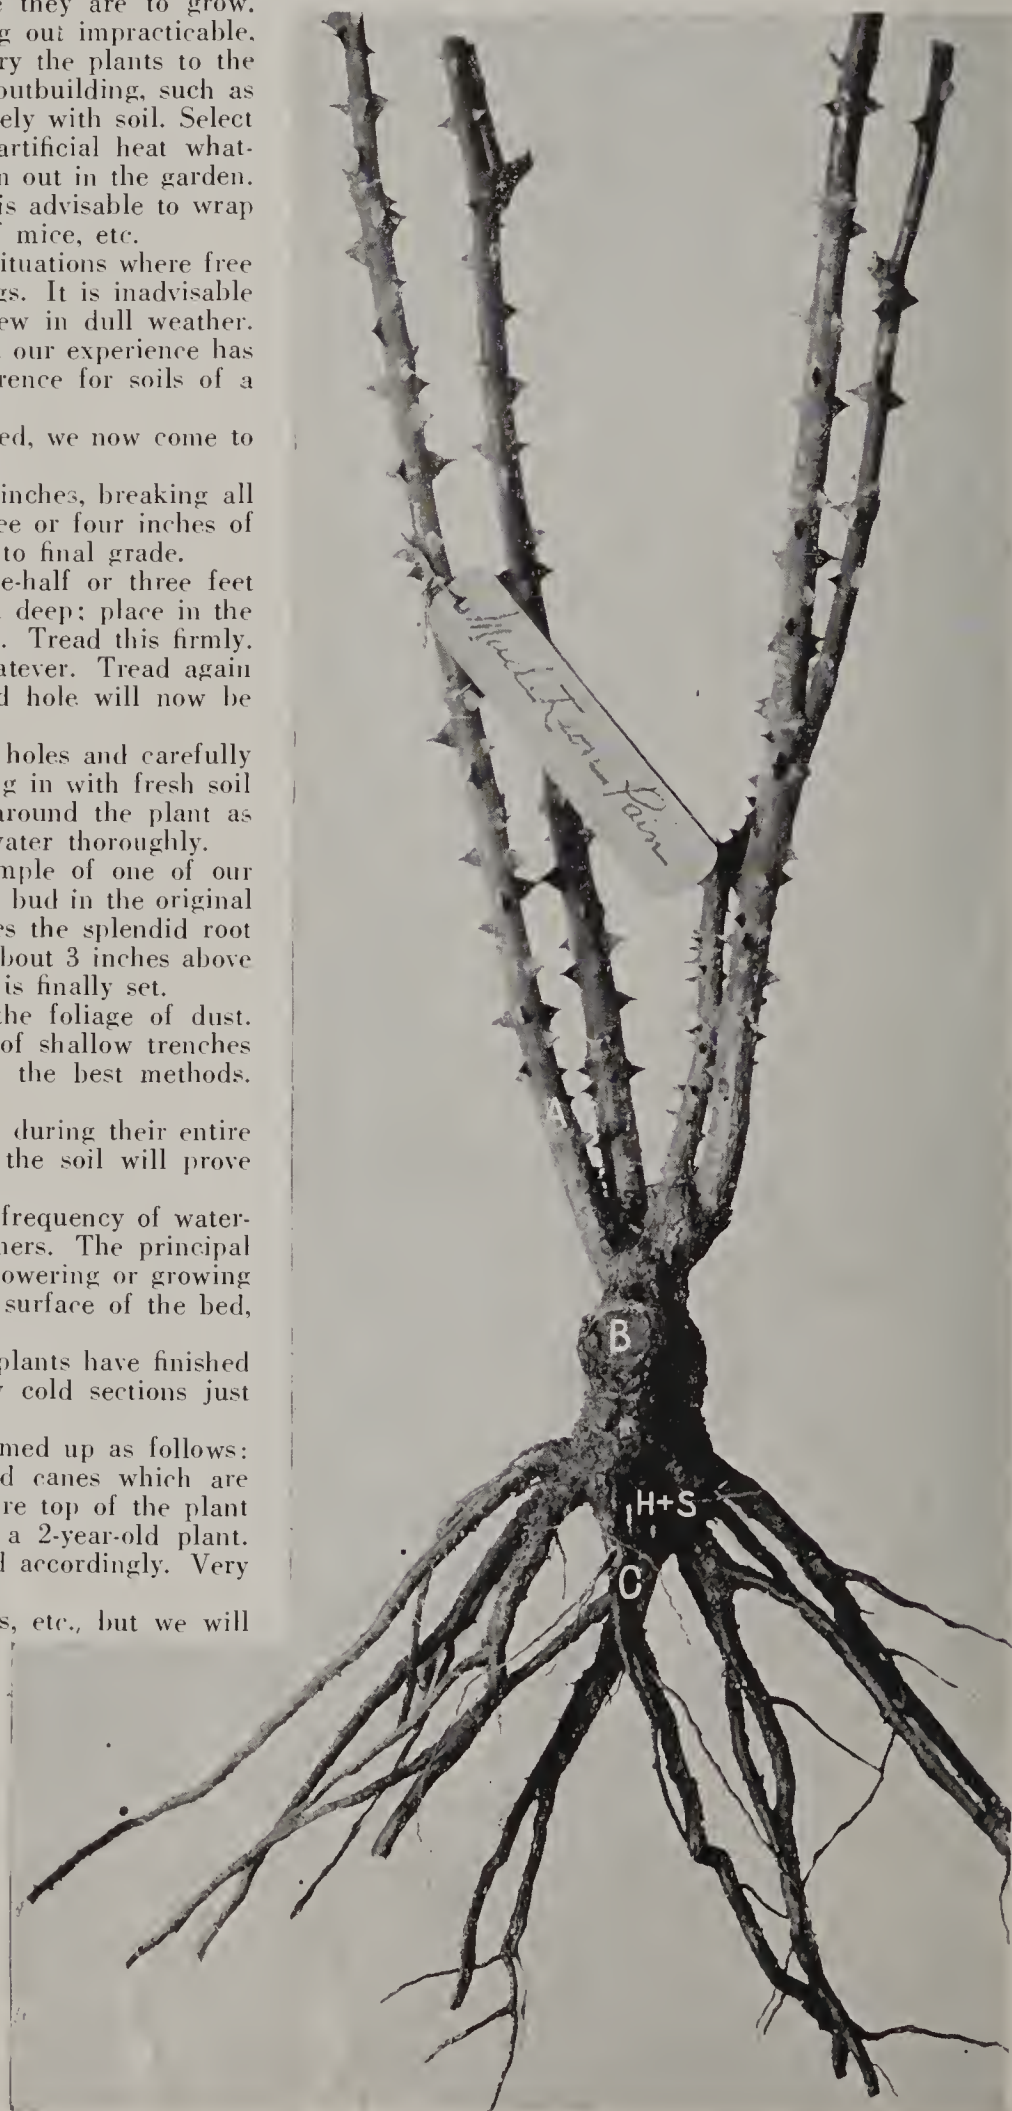 they are to grow.
g out impracticable.
ry the plants to the
outbuilding, such as
ely with soil. Select
artificial heat what-
n out in the garden.
is advisable to wrap
mice, etc.
ituations where free
gs. It is inadvisable
ew in dull weather.
our experience has
rence for soils of a
ed, we now come to
inches, breaking all
ee or four inches of
to final grade.
e-half or three feet
deep; place in the
. Tread this firmly.
atever. Tread again
d hole will now be
holes and carefully
g in with fresh soil
around the plant as
vater thoroughly.
mple of one of our
bud in the original
es the splendid root
bout 3 inches above
is finally set.
the foliage of dust.
of shallow trenches
the best methods.
during their entire
the soil will prove
frequency of water-
ners. The principal
owering or growing
surface of the bed,
plants have finished
cold sections just
med up as follows:
d canes which are
re top of the plant
a 2-year-old plant.
d accordingly. Very
s, etc., but we will
Pain
A
B
H+S
C